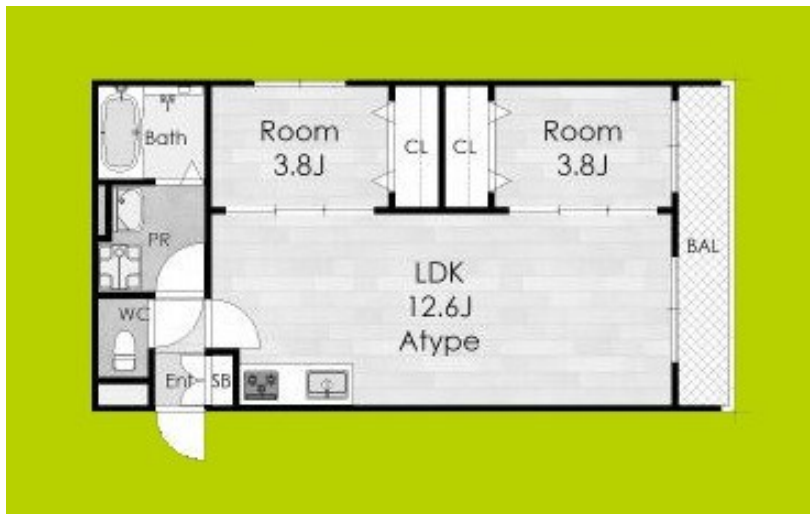 Bath
Room
3.8J
CL
CL
Room
3.8J
PR
BAL
LDK
12.6J
Atype
WC
Ent
SB